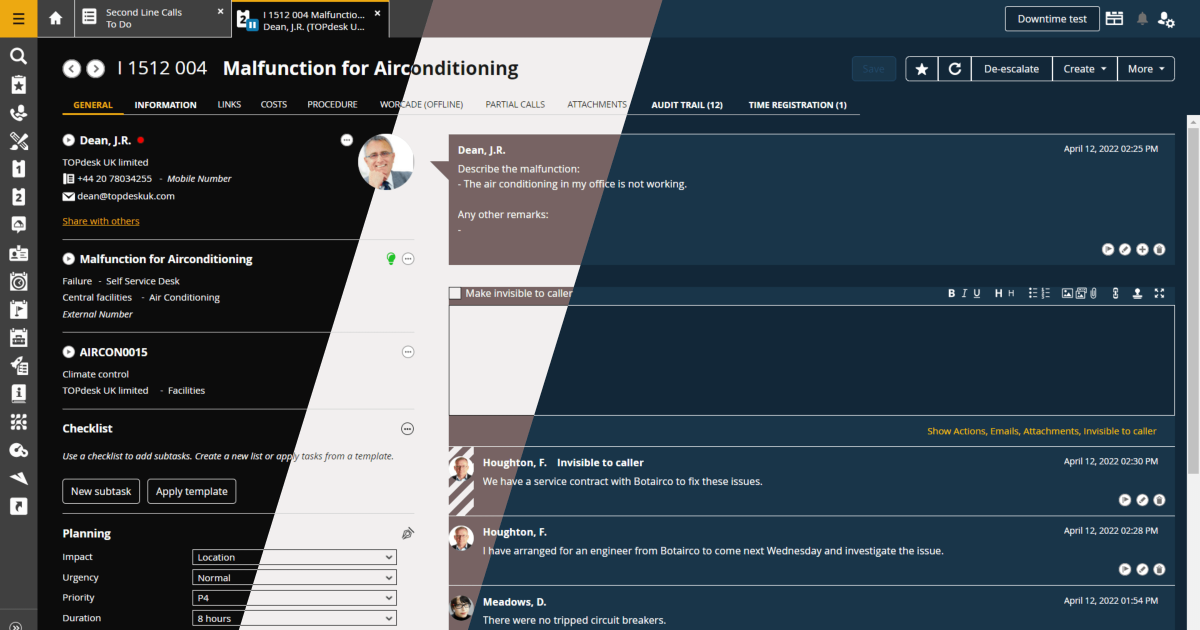 Second Line Calls
To Do
I 1512 004 Malfunctio...
Dean, J.R. (TOPdesk U...
Downtime test
I 1512 004 Malfunction for Airconditioning
Save
De-escalate
Create
More
GENERAL
INFORMATION
LINKS
COSTS
PROCEDURE
WORCADE (OFFLINE)
PARTIAL CALLS
ATTACHMENTS
AUDIT TRAIL (12)
TIME REGISTRATION (1)
Dean, J.R.
TOPdesk UK limited
+44 20 78034255 - Mobile Number
dean@topdeskuk.com
Share with others
Malfunction for Airconditioning
Failure - Self Service Desk
Central facilities - Air Conditioning
External Number
AIRCON0015
Climate control
TOPdesk UK limited - Facilities
Checklist
Use a checklist to add subtasks. Create a new list or apply tasks from a template.
New subtask
Apply template
Planning
Impact Location
Urgency Normal
Priority P4
Duration 8 hours
Dean, J.R.
April 12, 2022 02:25 PM
Describe the malfunction:
- The air conditioning in my office is not working.
Any other remarks:
-
Make invisible to caller
B I U H H
Show Actions, Emails, Attachments, Invisible to caller
Houghton, F. Invisible to caller
April 12, 2022 02:30 PM
We have a service contract with Botairco to fix these issues.
Houghton, F.
April 12, 2022 02:28 PM
I have arranged for an engineer from Botairco to come next Wednesday and investigate the issue.
Meadows, D.
April 12, 2022 01:54 PM
There were no tripped circuit breakers.